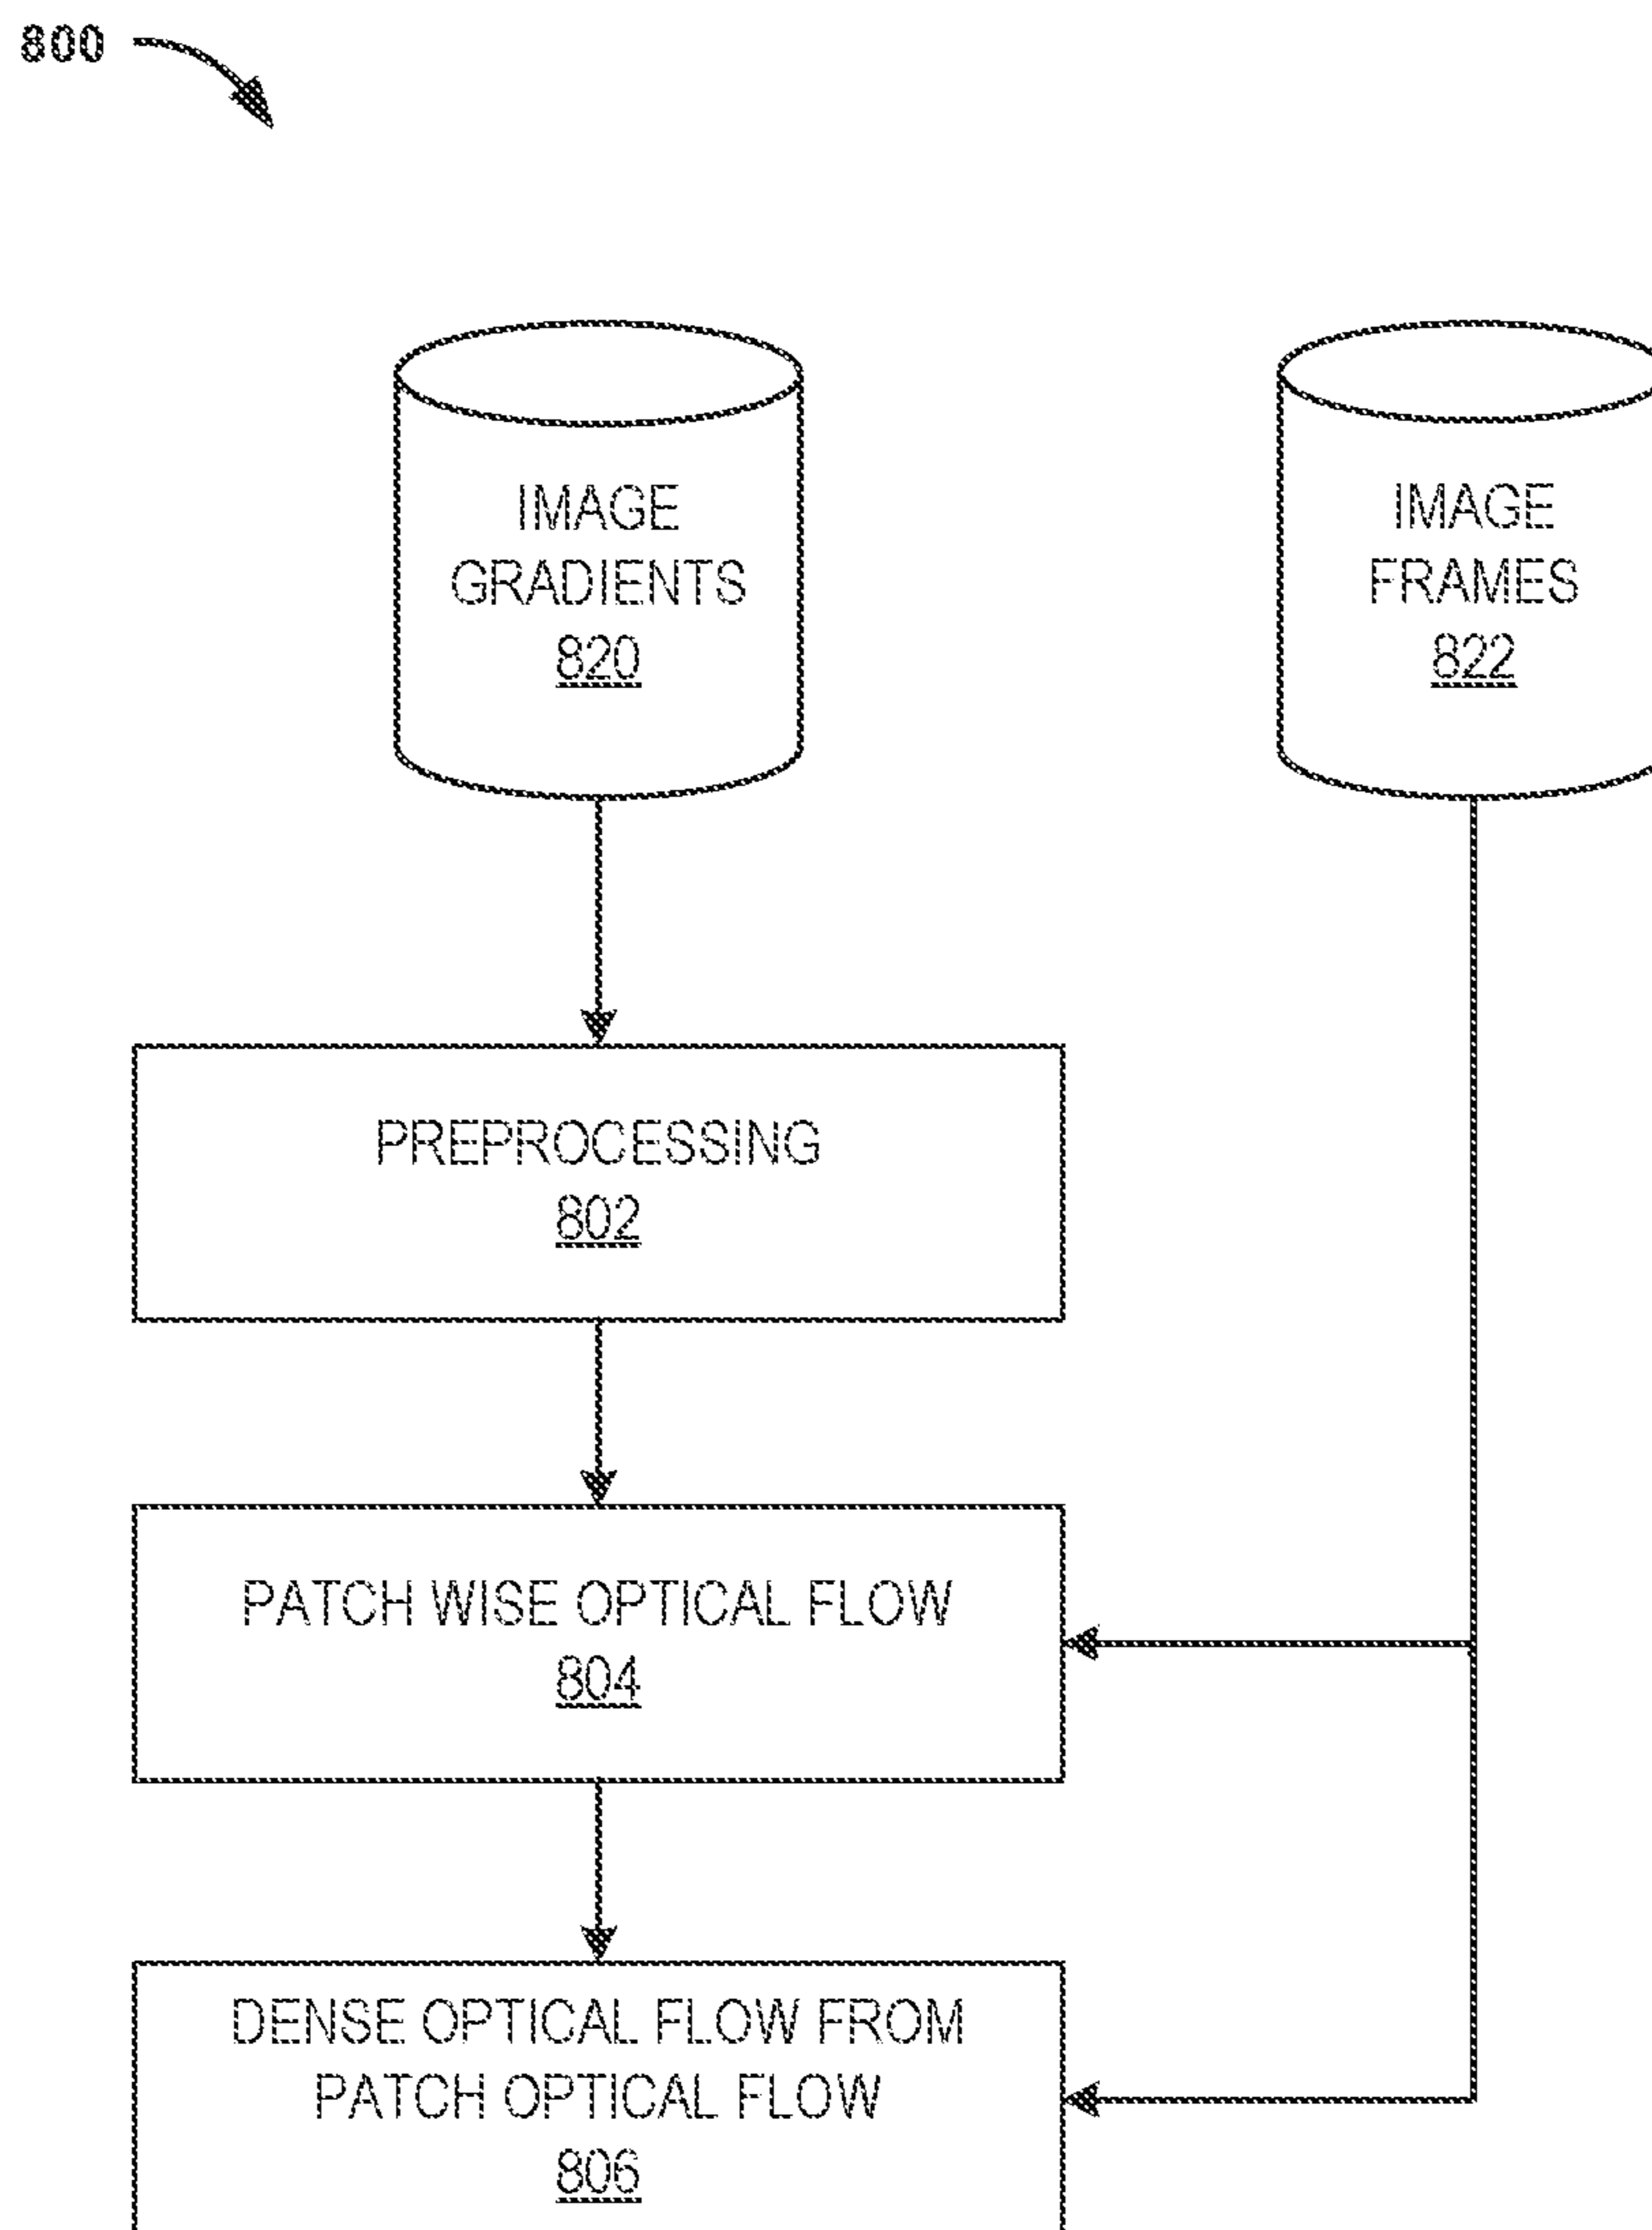 800
IMAGE
GRADIENTS
820
IMAGE
FRAMES
822
PREPROCESSING
802
PATCH WISE OPTICAL FLOW
804
DENSE OPTICAL FLOW FROM
PATCH OPTICAL FLOW
806